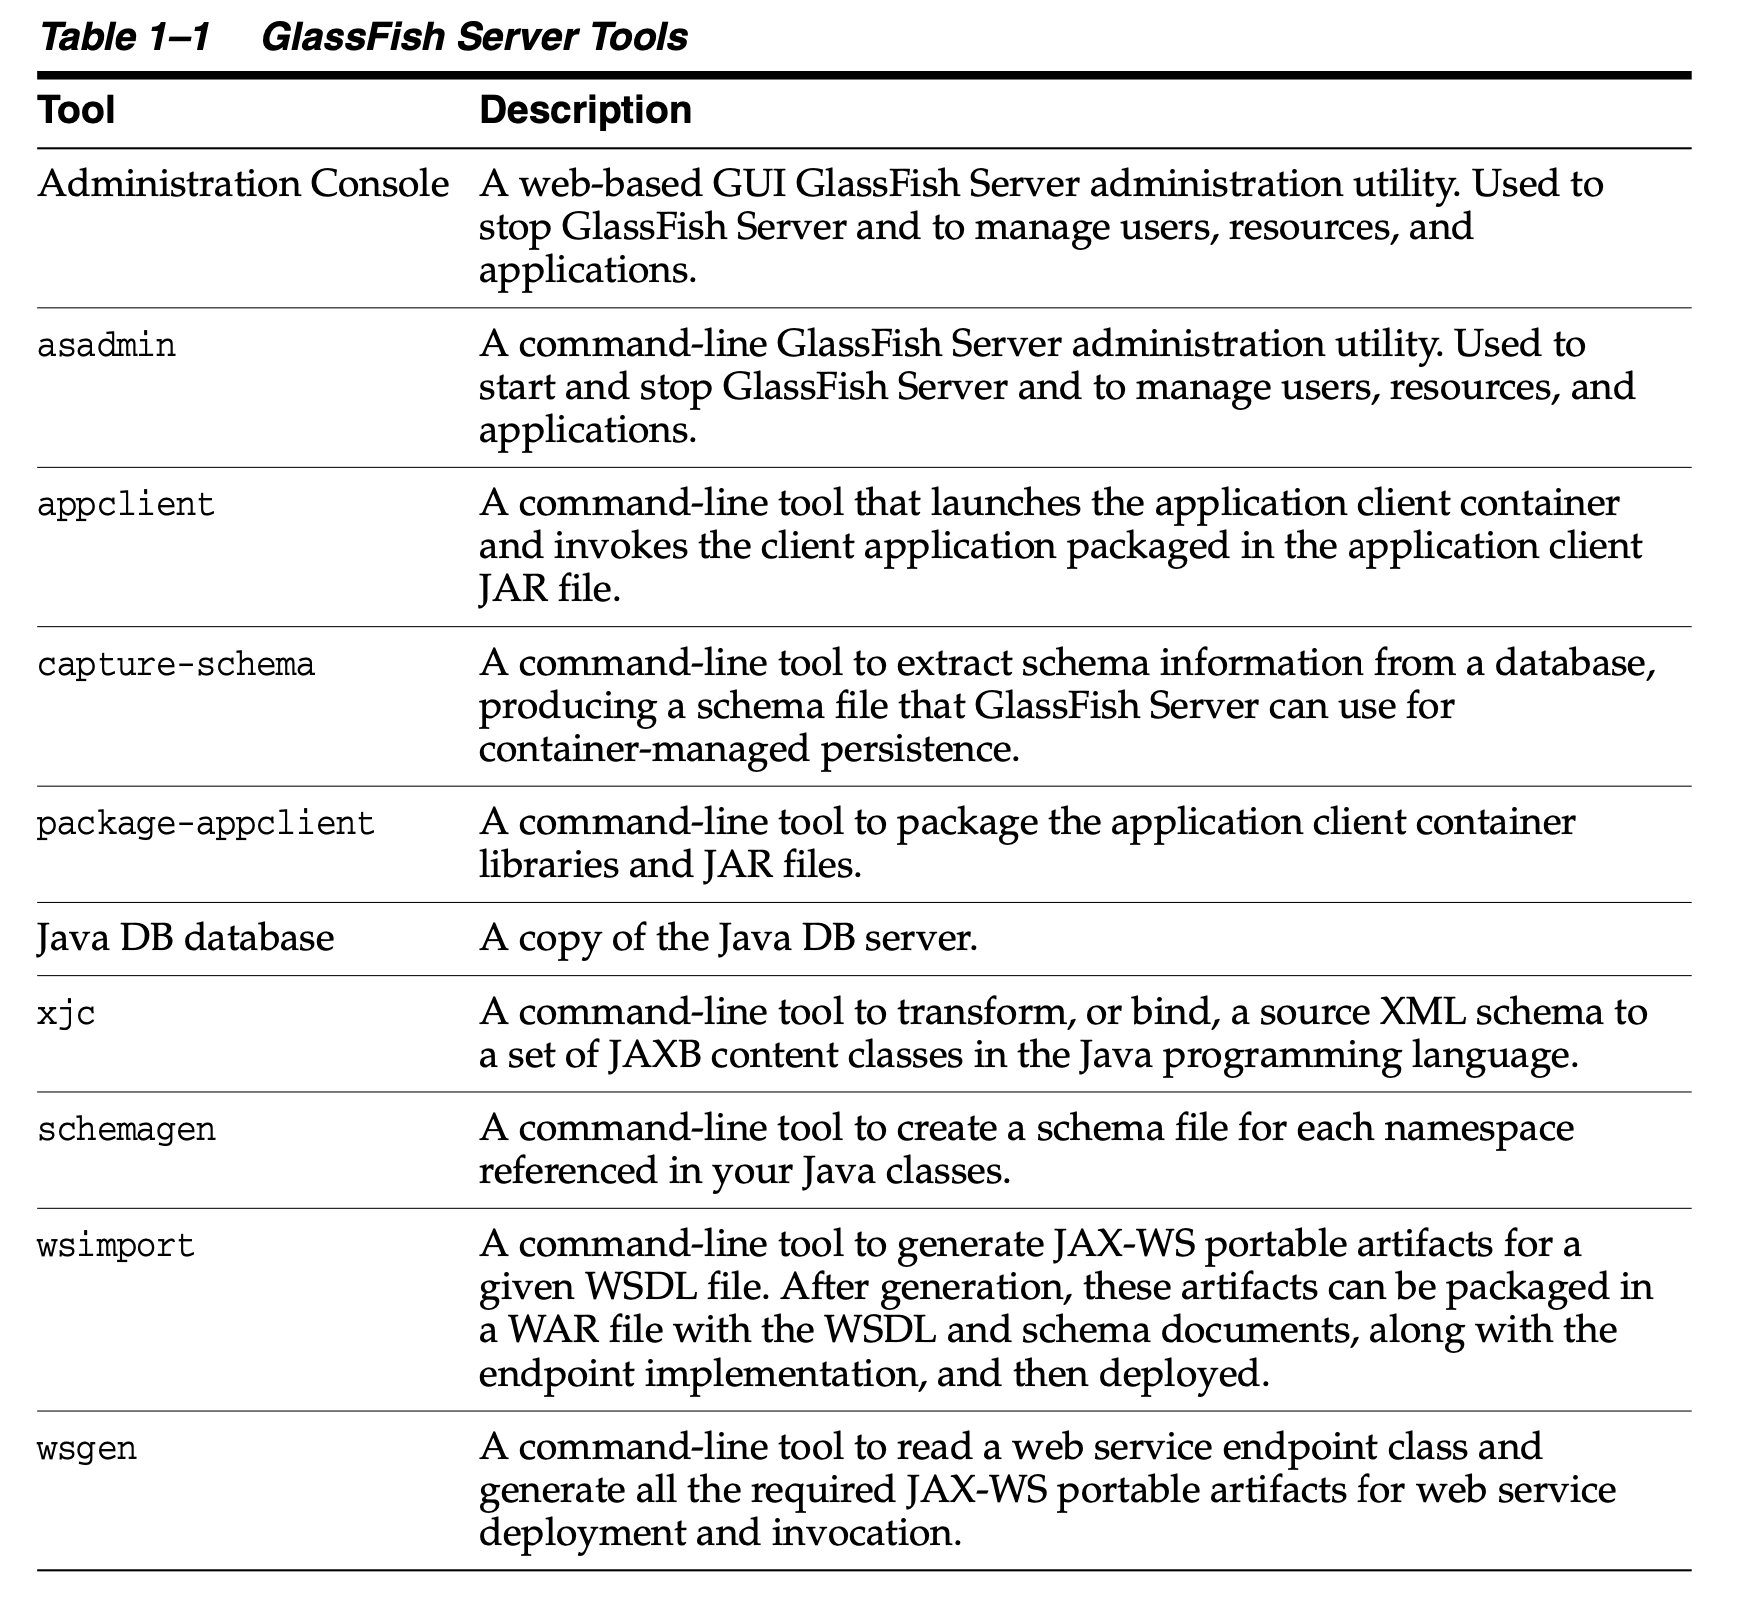 Table 1–1 GlassFish Server Tools
Tool Description
Administration Console A web-based GUI GlassFish Server administration utility. Used to
stop GlassFish Server and to manage users, resources, and
applications.
asadmin A command-line GlassFish Server administration utility. Used to
start and stop GlassFish Server and to manage users, resources, and
applications.
appclient A command-line tool that launches the application client container
and invokes the client application packaged in the application client
JAR file.
capture-schema A command-line tool to extract schema information from a database,
producing a schema file that GlassFish Server can use for
container-managed persistence.
package-appclient A command-line tool to package the application client container
libraries and JAR files.
Java DB database A copy of the Java DB server.
xjc A command-line tool to transform, or bind, a source XML schema to
a set of JAXB content classes in the Java programming language.
schemagen A command-line tool to create a schema file for each namespace
referenced in your Java classes.
wsimport A command-line tool to generate JAX-WS portable artifacts for a
given WSDL file. After generation, these artifacts can be packaged in
a WAR file with the WSDL and schema documents, along with the
endpoint implementation, and then deployed.
wsgen A command-line tool to read a web service endpoint class and
generate all the required JAX-WS portable artifacts for web service
deployment and invocation.